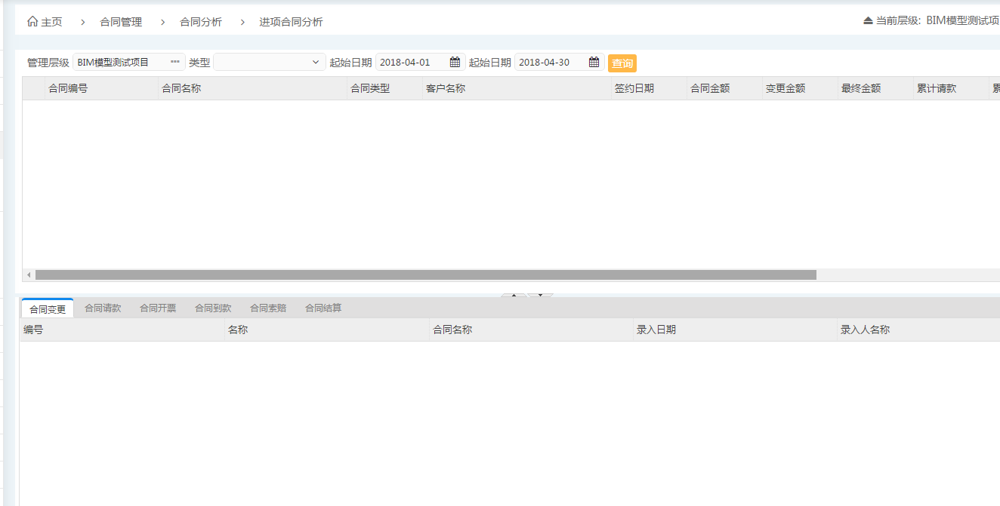 主页 > 合同管理 > 合同分析 > 进项合同分析 当前层级: BIM模型测试项
管理层级 BIM模型测试项目 ••• 类型 起始日期 2018-04-01 起始日期 2018-04-30 查询
合同编号 合同名称 合同类型 客户名称 签约日期 合同金额 变更金额 最终金额 累计请款 累
合同变更 合同请款 合同开票 合同到款 合同索赔 合同结算
编号 名称 合同名称 录入日期 录入人名称